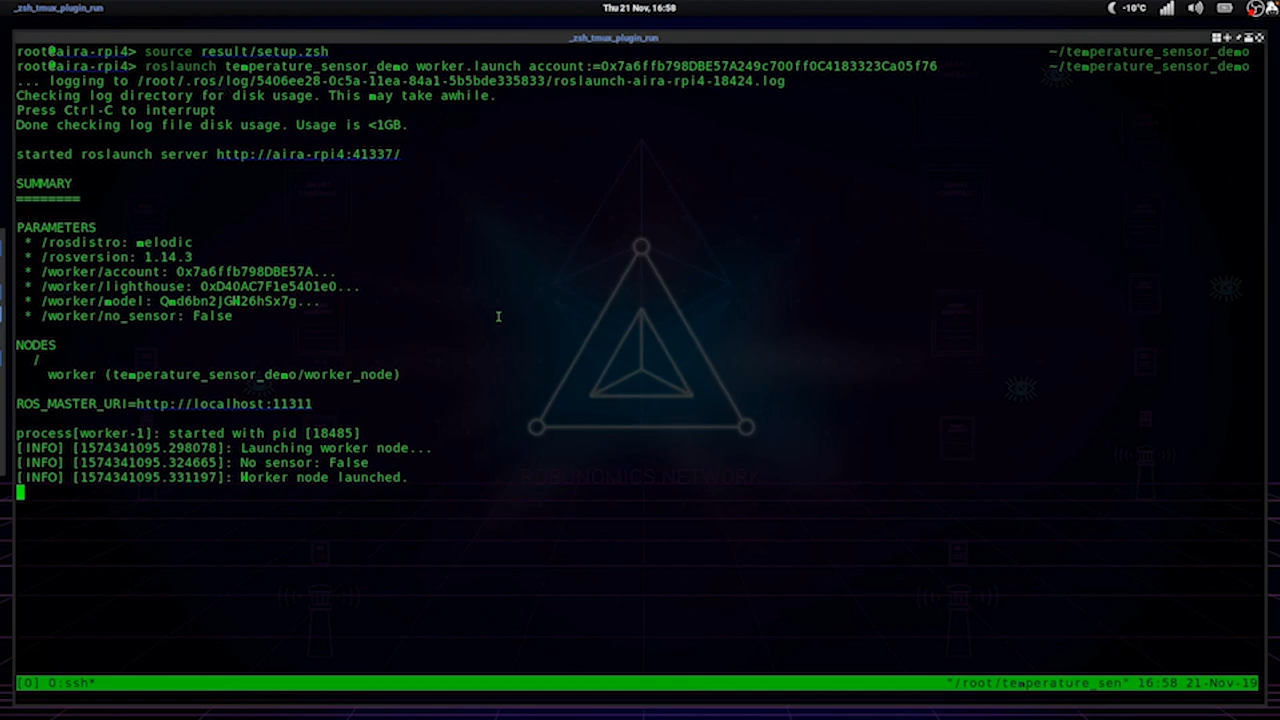 _zsh_tmux_plugin_run
Thu 21 Nov, 16:58
-10°C
_zsh_tmux_plugin_run
root@aira-rpi4> source result/setup.zsh ~/temperature_sensor_demo
root@aira-rpi4> roslaunch temperature_sensor_demo worker.launch account:=0x7a6ffb798DBE57A249c700ff0C4183323Ca05f76 ~/temperature_sensor_demo
... logging to /root/.ros/log/5406ee28-0c5a-11ea-84a1-5b5bde335833/roslaunch-aira-rpi4-18424.log
Checking log directory for disk usage. This may take awhile.
Press Ctrl-C to interrupt
Done checking log file disk usage. Usage is <1GB.
started roslaunch server http://aira-rpi4:41337/
SUMMARY
========
PARAMETERS
* /rosdistro: melodic
* /rosversion: 1.14.3
* /worker/account: 0x7a6ffb798DBE57A...
* /worker/lighthouse: 0xD40AC7F1e5401e0...
* /worker/model: Qmd6bn2JGW26hSx7g...
* /worker/no_sensor: False
NODES
/
worker (temperature_sensor_demo/worker_node)
ROS_MASTER_URI=http://localhost:11311
process[worker-1]: started with pid [18485]
[INFO] [1574341095.298078]: Launching worker node...
[INFO] [1574341095.324665]: No sensor: False
[INFO] [1574341095.331197]: Worker node launched.
ROBONOMICS.NETWORK
[0] 0:ssh* "/root/temperature_sen" 16:58 21-Nov-19